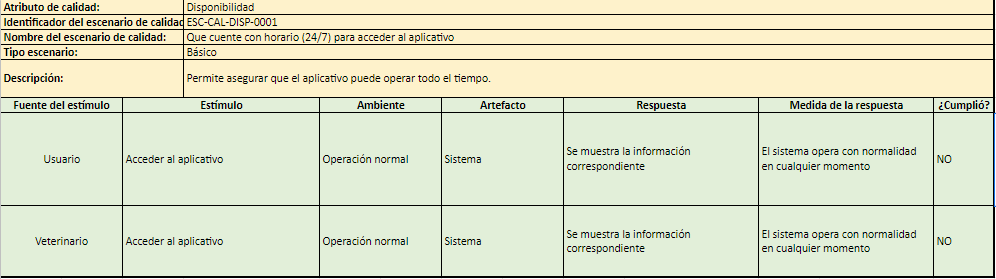 Atributo de calidad: Disponibilidad
Identificador del escenario de calidad ESC-CAL-DISP-0001
Nombre del escenario de calidad: Que cuente con horario (24/7) para acceder al aplicativo
Tipo escenario: Básico
Descripción: Permite asegurar que el aplicativo puede operar todo el tiempo.
Fuente del estímulo Estímulo Ambiente Artefacto Respuesta Medida de la respuesta ¿Cumplió?
Usuario Acceder al aplicativo Operación normal Sistema Se muestra la información correspondiente El sistema opera con normalidad en cualquier momento NO
Veterinario Acceder al aplicativo Operación normal Sistema Se muestra la información correspondiente El sistema opera con normalidad en cualquier momento NO